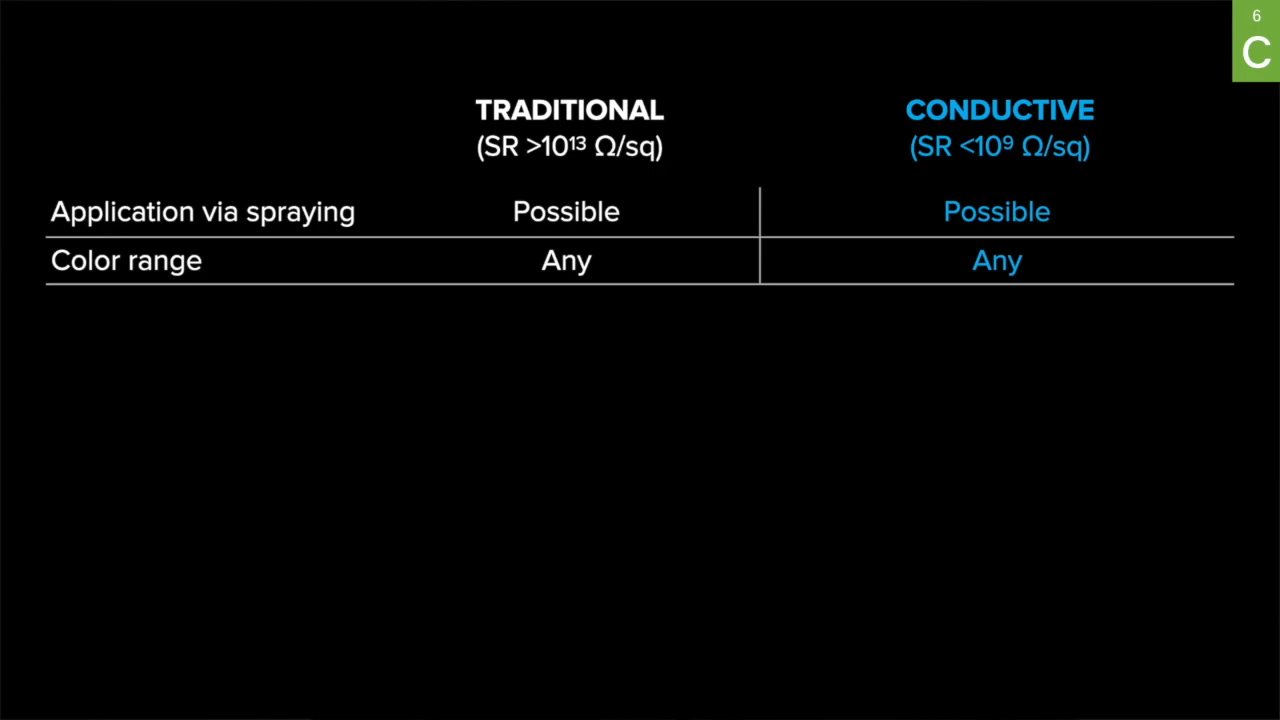 6
C
TRADITIONAL CONDUCTIVE
(SR >10¹³ Ω/sq) (SR <10⁹ Ω/sq)
Application via spraying Possible Possible
Color range Any Any